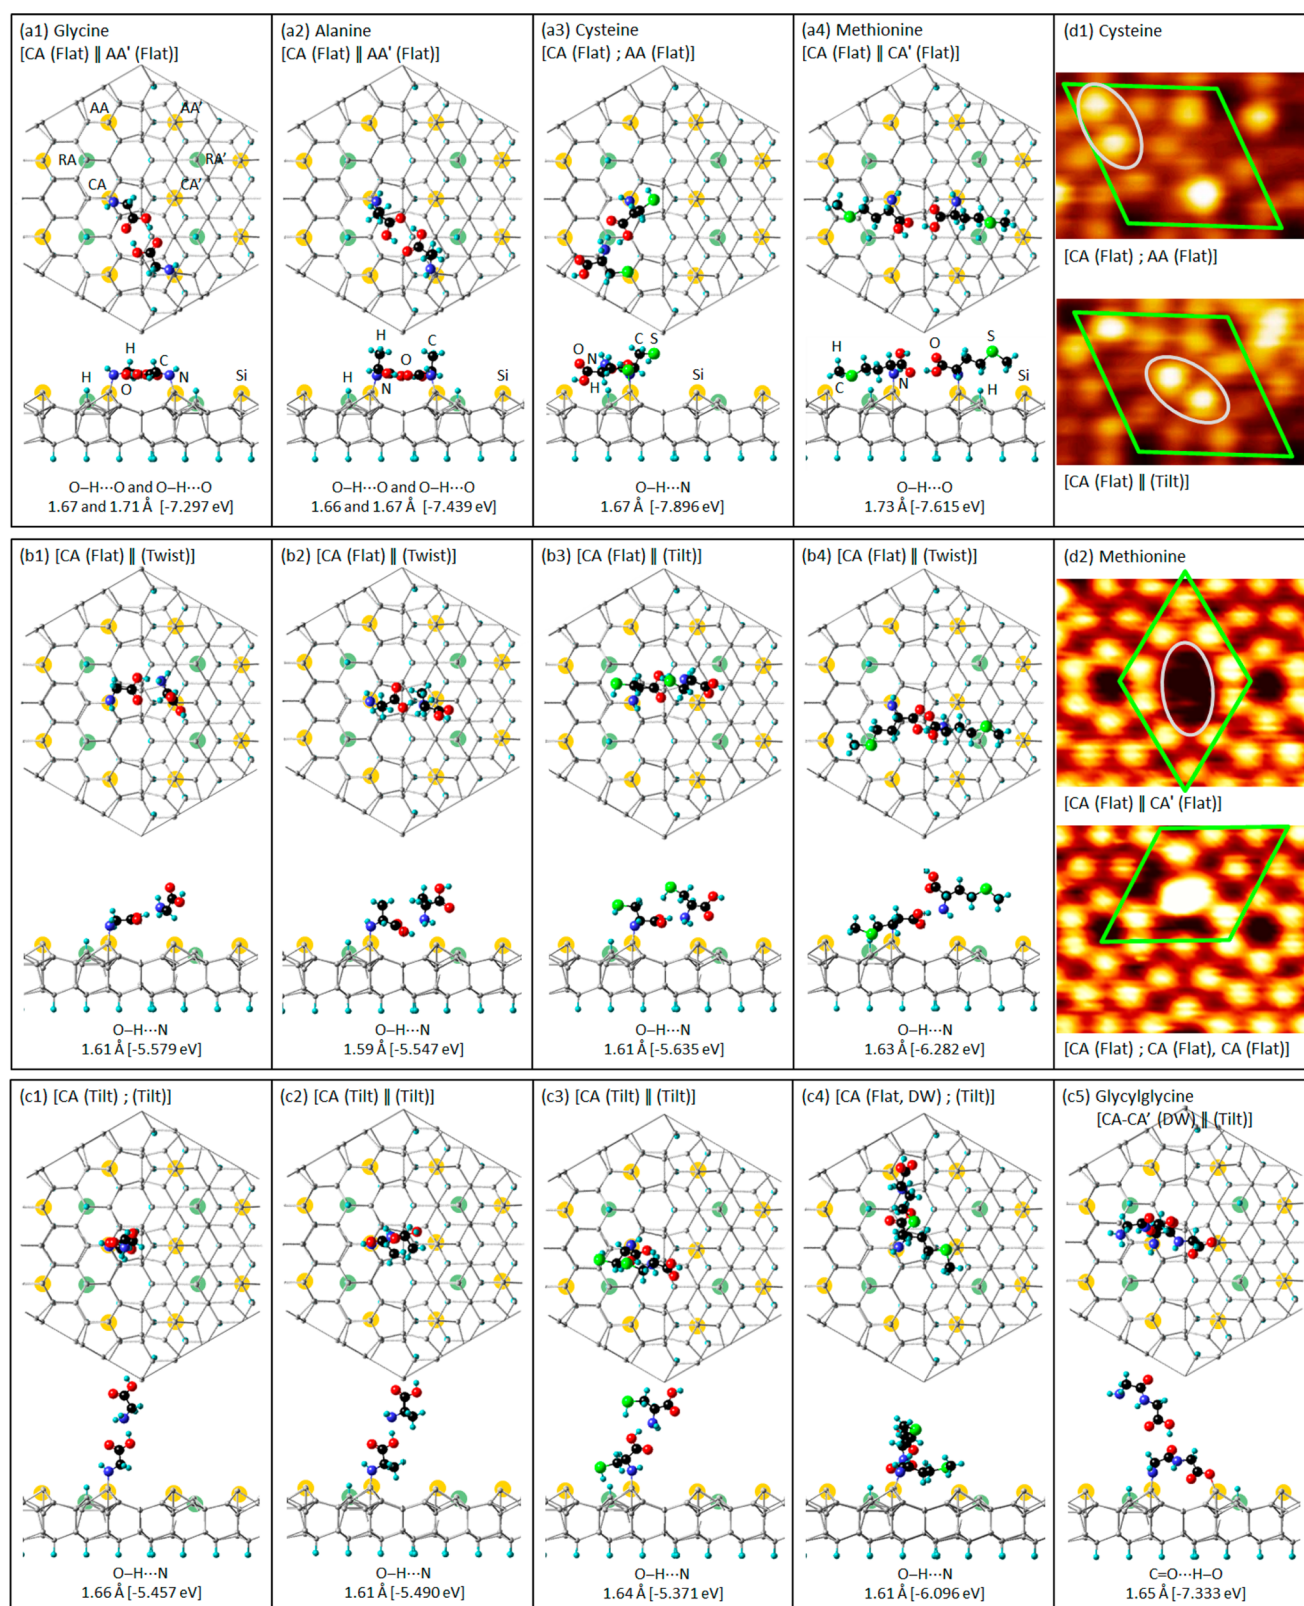 (a1) Glycine
[CA (Flat) ∥ AA' (Flat)]
AA
AA'
RA
RA'
CA
CA'
H
C
H
O
N
Si
O–H···O and O–H···O
1.67 and 1.71 Å [-7.297 eV]
(a2) Alanine
[CA (Flat) ∥ AA' (Flat)]
H
C
O
H
N
Si
O–H···O and O–H···O
1.66 and 1.67 Å [-7.439 eV]
(a3) Cysteine
[CA (Flat) ; AA (Flat)]
C S
O
N
H
Si
O–H···N
1.67 Å [-7.896 eV]
(a4) Methionine
[CA (Flat) ∥ CA' (Flat)]
H
O
S
C
N
H
Si
O–H···O
1.73 Å [-7.615 eV]
(d1) Cysteine
[CA (Flat) ; AA (Flat)]
[CA (Flat) ∥ (Tilt)]
(b1) [CA (Flat) ∥ (Twist)]
O–H···N
1.61 Å [-5.579 eV]
(b2) [CA (Flat) ∥ (Twist)]
O–H···N
1.59 Å [-5.547 eV]
(b3) [CA (Flat) ∥ (Tilt)]
O–H···N
1.61 Å [-5.635 eV]
(b4) [CA (Flat) ∥ (Twist)]
O–H···N
1.63 Å [-6.282 eV]
(d2) Methionine
[CA (Flat) ∥ CA' (Flat)]
[CA (Flat) ; CA (Flat), CA (Flat)]
(c1) [CA (Tilt) ; (Tilt)]
O–H···N
1.66 Å [-5.457 eV]
(c2) [CA (Tilt) ∥ (Tilt)]
O–H···N
1.61 Å [-5.490 eV]
(c3) [CA (Tilt) ∥ (Tilt)]
O–H···N
1.64 Å [-5.371 eV]
(c4) [CA (Flat, DW) ; (Tilt)]
O–H···N
1.61 Å [-6.096 eV]
(c5) Glycylglycine
[CA-CA' (DW) ∥ (Tilt)]
C=O···H–O
1.65 Å [-7.333 eV]